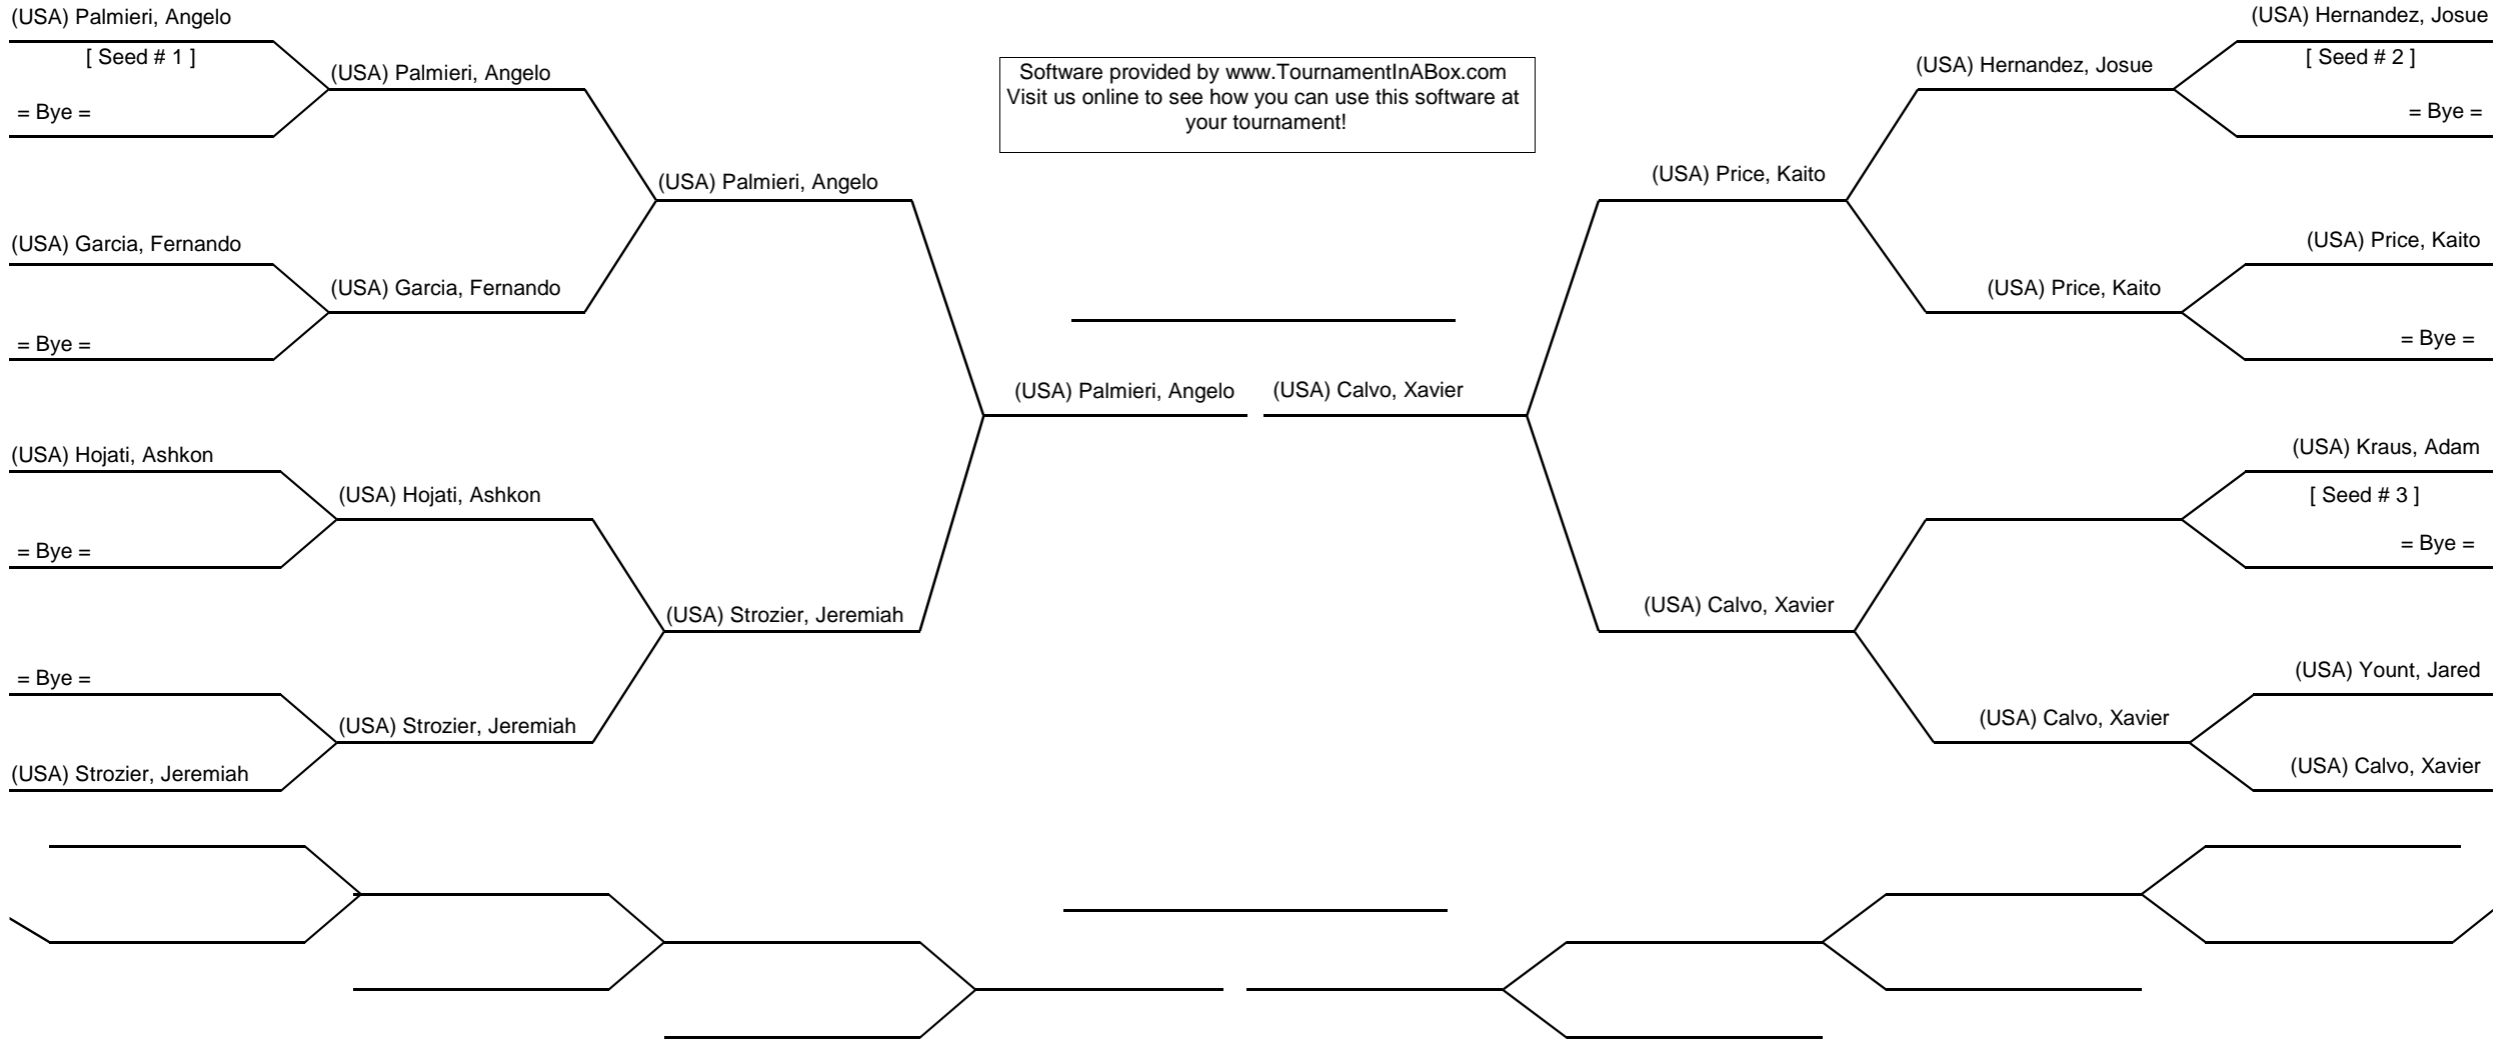 (USA) Palmieri, Angelo
[ Seed # 1 ]
= Bye =
(USA) Garcia, Fernando
= Bye =
(USA) Hojati, Ashkon
= Bye =
= Bye =
(USA) Strozier, Jeremiah
(USA) Palmieri, Angelo
(USA) Garcia, Fernando
(USA) Hojati, Ashkon
(USA) Strozier, Jeremiah
(USA) Palmieri, Angelo
(USA) Strozier, Jeremiah
Software provided by www.TournamentInABox.com
Visit us online to see how you can use this software at
your tournament!
(USA) Palmieri, Angelo
(USA) Calvo, Xavier
(USA) Price, Kaito
(USA) Calvo, Xavier
(USA) Hernandez, Josue
(USA) Price, Kaito
(USA) Calvo, Xavier
(USA) Hernandez, Josue
[ Seed # 2 ]
= Bye =
(USA) Price, Kaito
= Bye =
(USA) Kraus, Adam
[ Seed # 3 ]
= Bye =
(USA) Yount, Jared
(USA) Calvo, Xavier